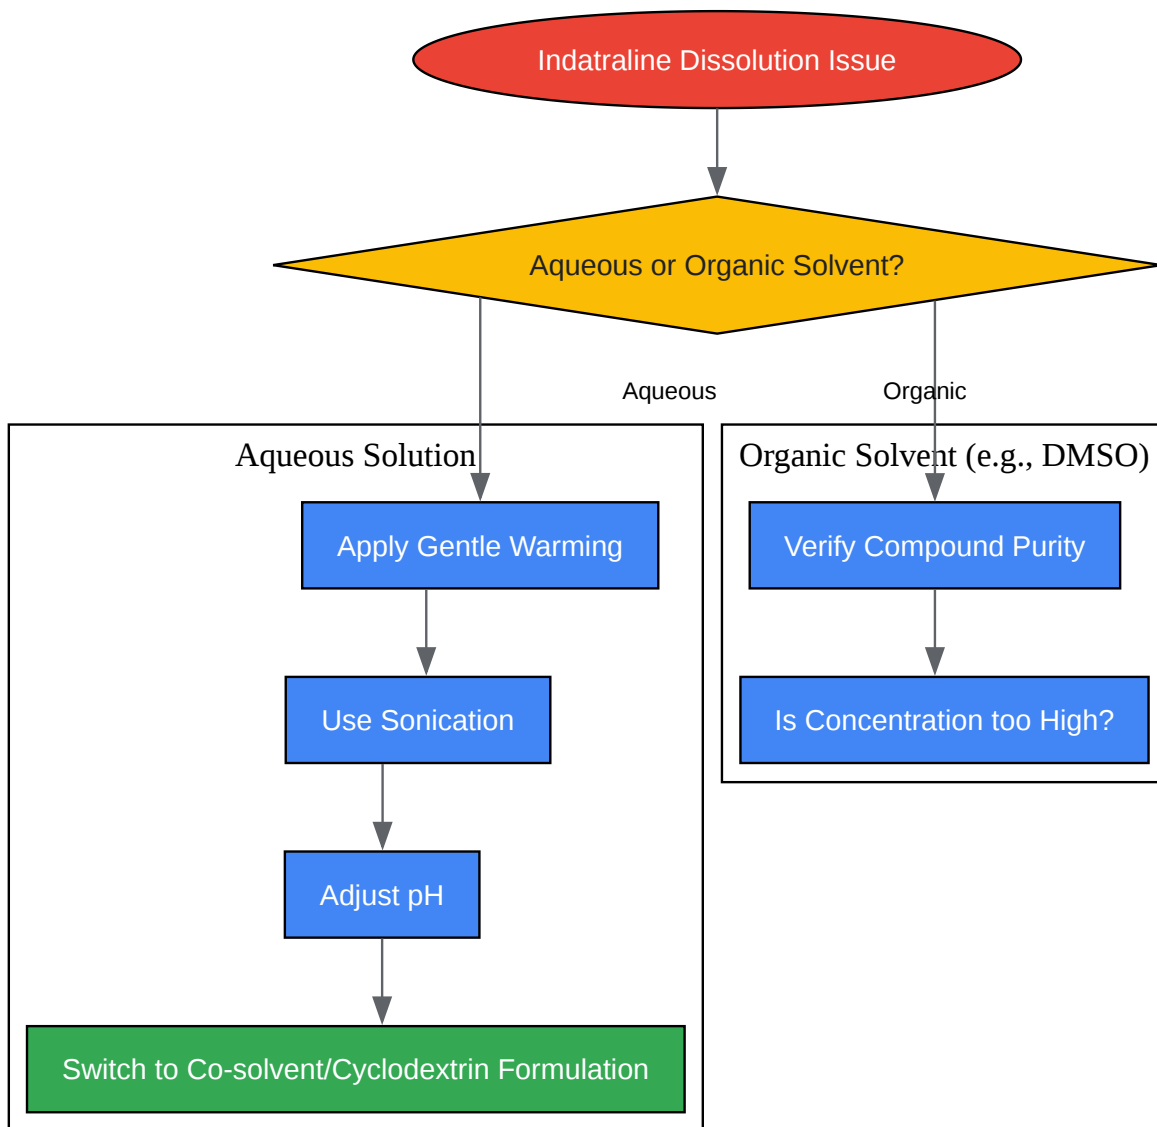 Indatraline Dissolution Issue
Aqueous or Organic Solvent?
Aqueous
Organic
Aqueous Solution
Organic Solvent (e.g., DMSO)
Apply Gentle Warming
Verify Compound Purity
Use Sonication
Is Concentration too High?
Adjust pH
Switch to Co-solvent/Cyclodextrin Formulation